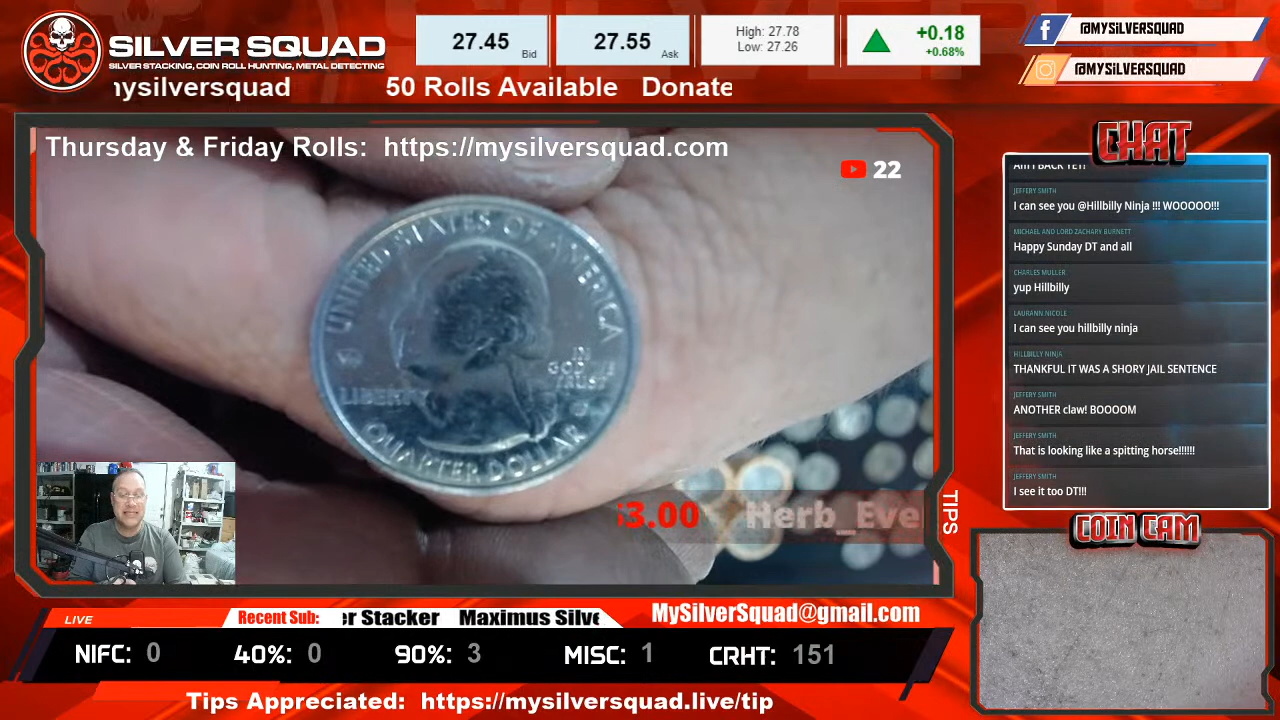 SILVER SQUAD
SILVER STACKING, COIN ROLL HUNTING, METAL DETECTING
27.45 Bid
27.55 Ask
High: 27.78
Low: 27.26
+0.18
+0.68%
@MYSILVERSQUAD
@MYSILVERSQUAD
mysilversquad 50 Rolls Available Donate
Thursday & Friday Rolls: https://mysilversquad.com
22
UNITED STATES OF AMERICA
IN
GOD WE
TRUST
LIBERTY
QUARTER DOLLAR
$3.00 Herb_Eve
TIPS
CHAT
AM I BACK YET!
JEFFERY SMITH
I can see you @Hillbilly Ninja !!! WOOOO!!!
MICHAEL AND LORD ZACHARY BURNETT
Happy Sunday DT and all
CHARLES MULLER
yup Hillbilly
LAURANN NICOLE
I can see you hillbilly ninja
HILLBILLY NINJA
THANKFUL IT WAS A SHORY JAIL SENTENCE
JEFFERY SMITH
ANOTHER claw! BOOOOM
JEFFERY SMITH
That is looking like a spitting horse!!!!!!
JEFFERY SMITH
I see it too DT!!!
COIN CAM
LIVE
Recent Sub: er Stacker Maximus Silve
MySilverSquad@gmail.com
NIFC: 0 40%: 0 90%: 3 MISC: 1 CRHT: 151
Tips Appreciated: https://mysilversquad.live/tip